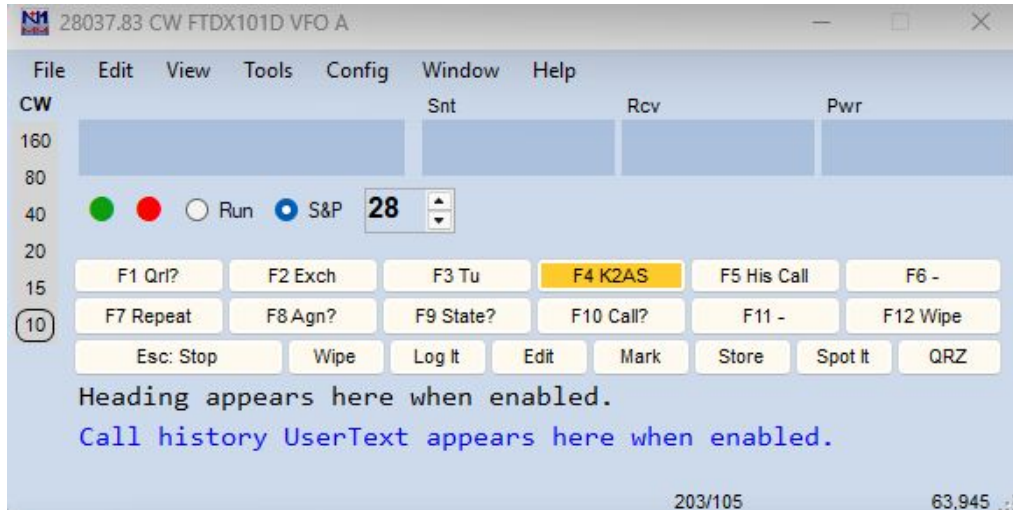 28037.83 CW FTDX101D VFO A
File Edit View Tools Config Window Help
CW Snt Rcv Pwr
160
80
40 Run S&P 28
20
15
10
F1 Qrl? F2 Exch F3 Tu F4 K2AS F5 His Call F6 -
F7 Repeat F8 Agn? F9 State? F10 Call? F11 - F12 Wipe
Esc: Stop Wipe Log It Edit Mark Store Spot It QRZ
Heading appears here when enabled.
Call history UserText appears here when enabled.
203/105 63,945